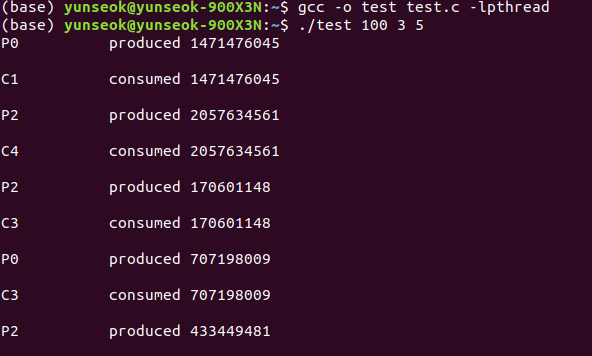 (base) yunseok@yunseok-900X3N:~$ gcc -o test test.c -lpthread
(base) yunseok@yunseok-900X3N:~$ ./test 100 3 5
P0 produced 1471476045
C1 consumed 1471476045
P2 produced 2057634561
C4 consumed 2057634561
P2 produced 170601148
C3 consumed 170601148
P0 produced 707198009
C3 consumed 707198009
P2 produced 433449481